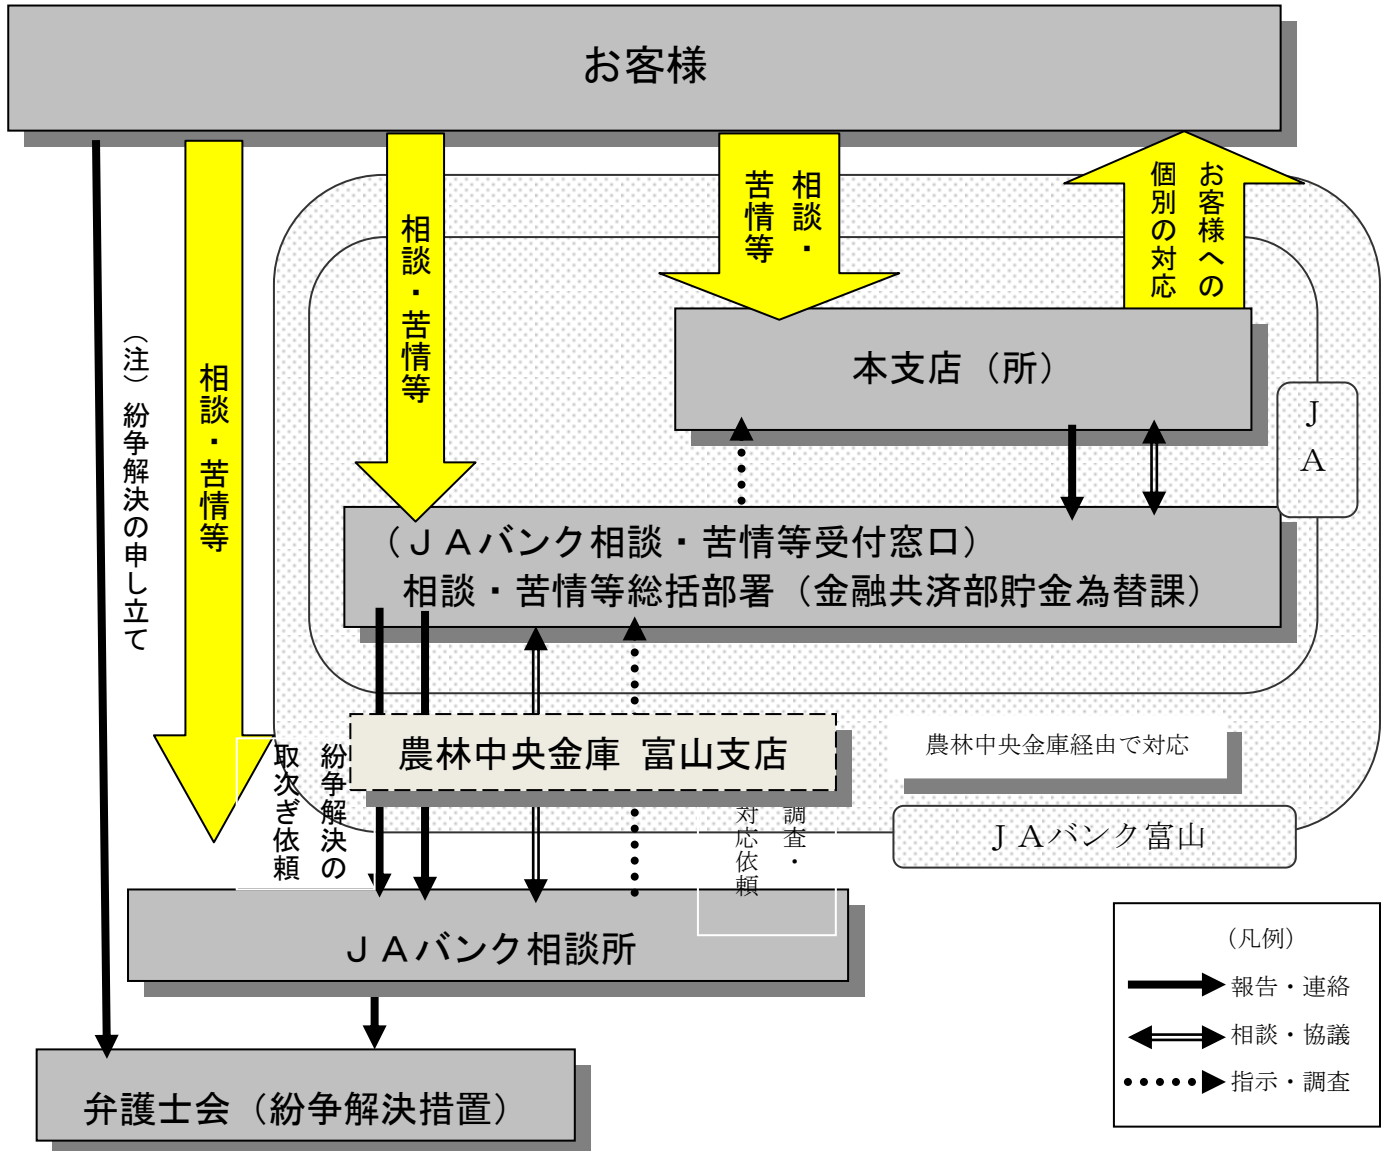 お客様
(注) 紛争解決の申し立て
相談・苦情等
相談・苦情等
相談・
苦情等
お客様への
個別の対応
本支店（所）
ＪＡ
（ＪＡバンク相談・苦情等受付窓口）
相談・苦情等総括部署（金融共済部貯金為替課）
農林中央金庫 富山支店
農林中央金庫経由で対応
紛争解決の
取次ぎ依頼
調査・
対応依頼
ＪＡバンク富山
ＪＡバンク相談所
弁護士会（紛争解決措置）
(凡例)
報告・連絡
相談・協議
指示・調査